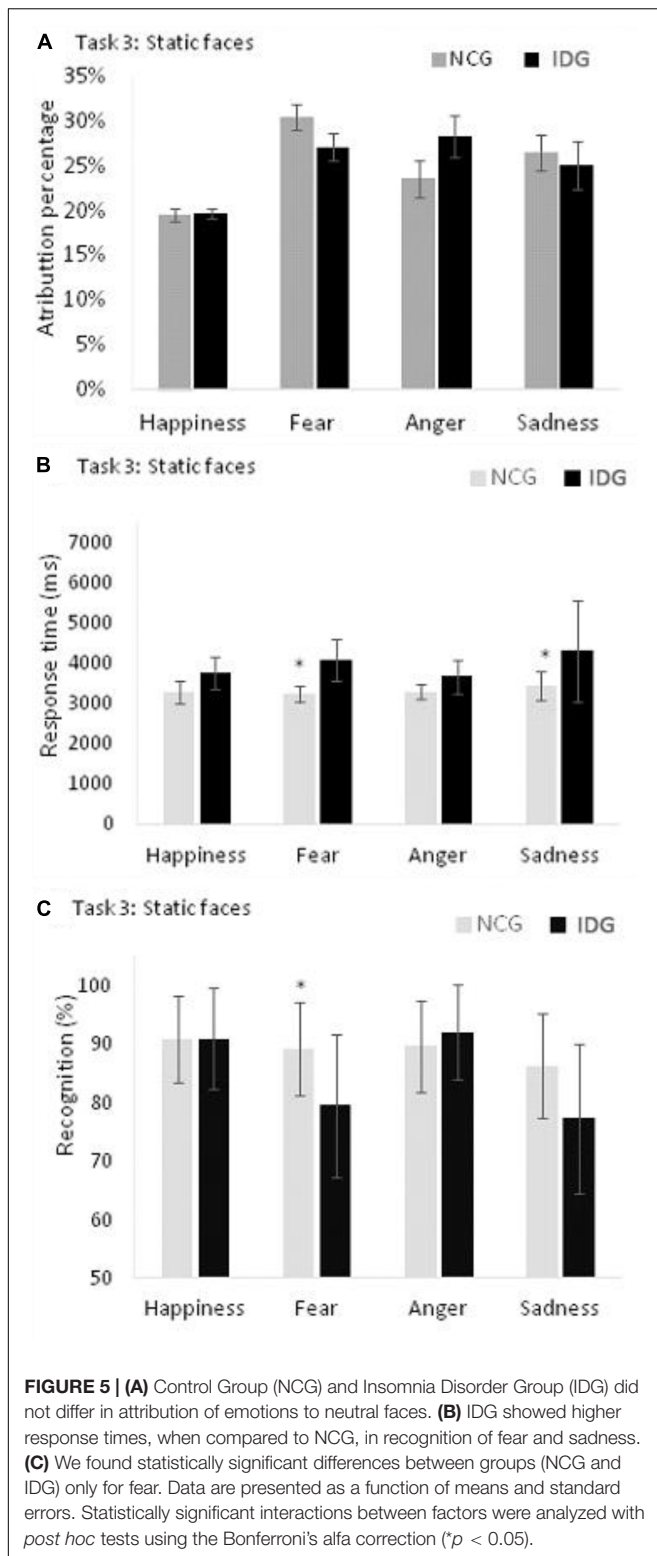 A Task 3: Static faces
NCG IDG
35%
30%
25%
20%
15%
10%
5%
0%
Atributtion percentage
Happiness Fear Anger Sadness
B Task 3: Static faces
NCG IDG
7000
6000
5000
4000
3000
2000
1000
0
Response time (ms)
* *
Happiness Fear Anger Sadness
C Task 3: Static faces
NCG IDG
100
90
80
70
60
50
Recognition (%)
*
Happiness Fear Anger Sadness
FIGURE 5 | (A) Control Group (NCG) and Insomnia Disorder Group (IDG) did
not differ in attribution of emotions to neutral faces. (B) IDG showed higher
response times, when compared to NCG, in recognition of fear and sadness.
(C) We found statistically significant differences between groups (NCG and
IDG) only for fear. Data are presented as a function of means and standard
errors. Statistically significant interactions between factors were analyzed with
post hoc tests using the Bonferroni's alfa correction (*p < 0.05).